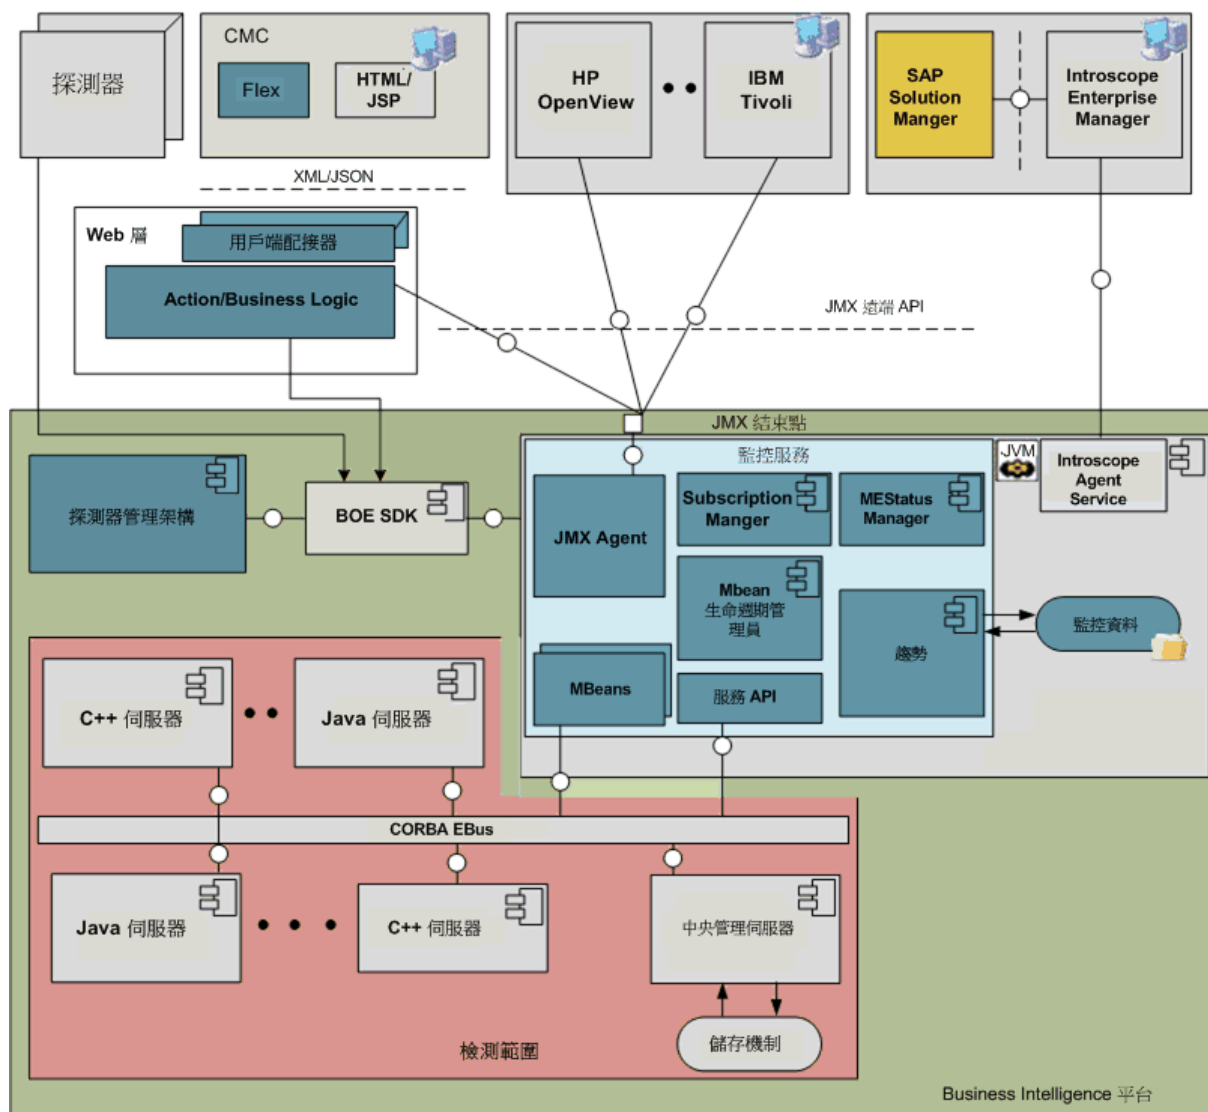 探測器
CMC
Flex
HTML/
JSP
HP
OpenView
IBM
Tivoli
SAP
Solution
Manger
Introscope
Enterprise
Manager
XML/JSON
Web 層
用戶端配接器
Action/Business Logic
JMX 遠端 API
JMX 結束點
探測器管理架構
BOE SDK
監控服務
JMX Agent
Subscription
Manger
MEStatus
Manager
JVM
Introscope
Agent
Service
Mbean
生命週期管
理員
趨勢
監控資料
MBeans
服務 API
C++ 伺服器
Java 伺服器
CORBA EBus
Java 伺服器
C++ 伺服器
中央管理伺服器
儲存機制
檢測範圍
Business Intelligence 平台